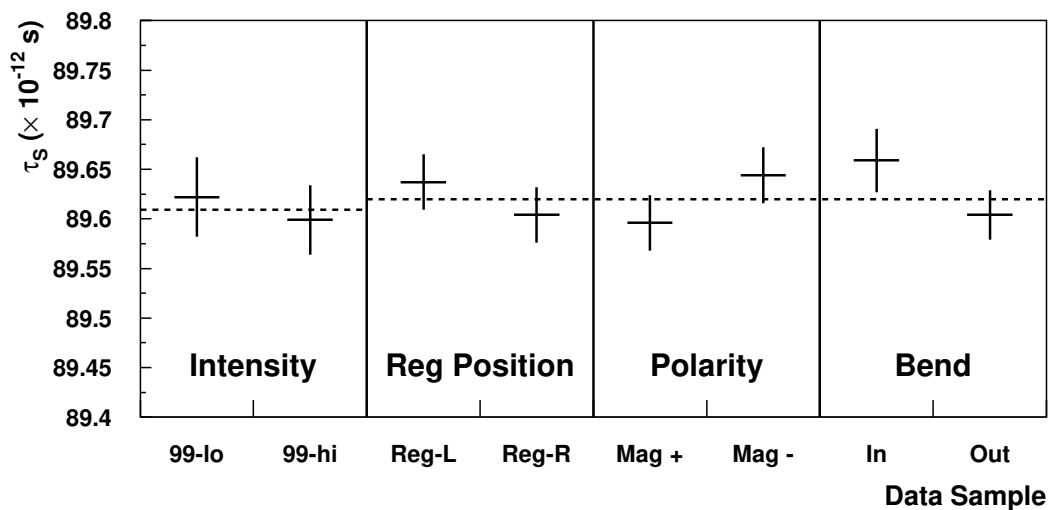 τS (× 10-12 s)
89.8
89.75
89.7
89.65
89.6
89.55
89.5
89.45
89.4
Intensity Reg Position Polarity Bend
99-lo 99-hi Reg-L Reg-R Mag + Mag - In Out
Data Sample